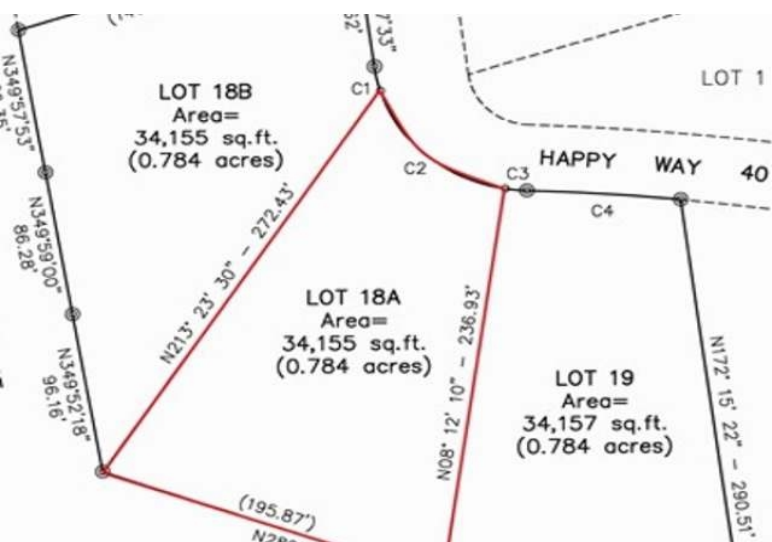 7'33"
C1
LOT 18B
Area=
34,155 sq.ft.
(0.784 acres)
N349°57'53"
LOT 1
HAPPY WAY 40
C2
C3
C4
N349°59'00"
86.28'
N213° 23' 30" - 272.43'
LOT 18A
Area=
34,155 sq.ft.
(0.784 acres)
N08° 12' 10" - 236.93'
N349°52'18"
96.16'
LOT 19
Area=
34,157 sq.ft.
(0.784 acres)
N172° 15' 22" - 290.51'
(195.87')